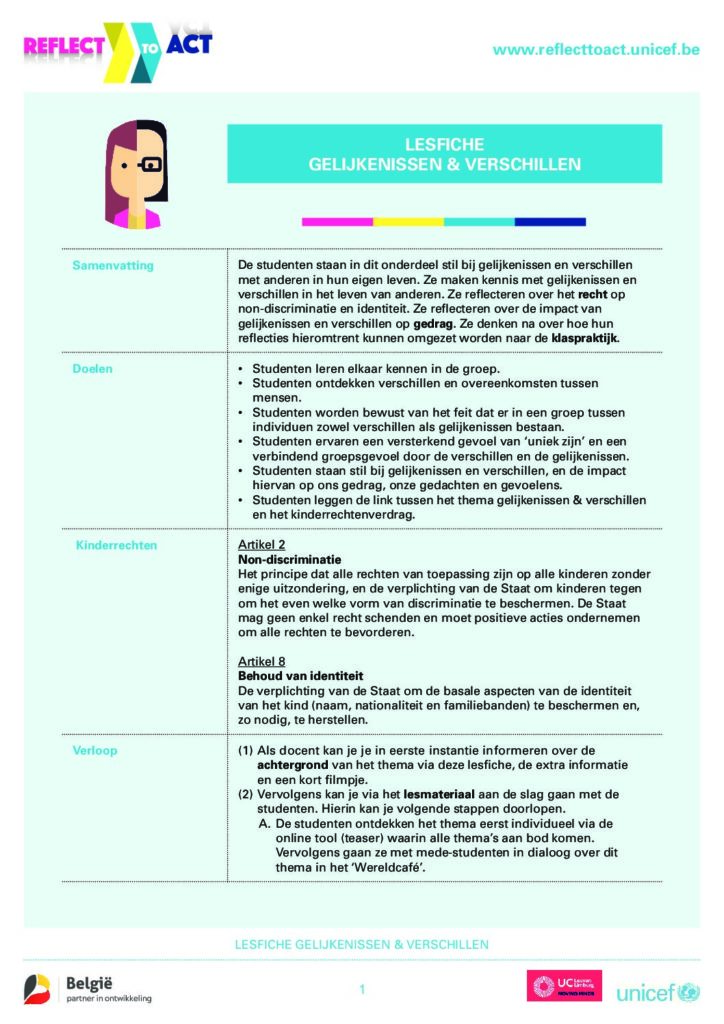 REFLECT TO ACT
www.reflecttoact.unicef.be
LESFICHE
GELIJKENISSEN & VERSCHILLEN
Samenvatting
De studenten staan in dit onderdeel stil bij gelijkenissen en verschillen
met anderen in hun eigen leven. Ze maken kennis met gelijkenissen en
verschillen in het leven van anderen. Ze reflecteren over het recht op
non-discriminatie en identiteit. Ze reflecteren over de impact van
gelijkenissen en verschillen op gedrag. Ze denken na over hoe hun
reflecties hieromtrent kunnen omgezet worden naar de klaspraktijk.
Doelen
• Studenten leren elkaar kennen in de groep.
• Studenten ontdekken verschillen en overeenkomsten tussen
mensen.
• Studenten worden bewust van het feit dat er in een groep tussen
individuen zowel verschillen als gelijkenissen bestaan.
• Studenten ervaren een versterkend gevoel van ‘uniek zijn’ en een
verbindend groepsgevoel door de verschillen en de gelijkenissen.
• Studenten staan stil bij gelijkenissen en verschillen, en de impact
hiervan op ons gedrag, onze gedachten en gevoelens.
• Studenten leggen de link tussen het thema gelijkenissen & verschillen
en het kinderrechtenverdrag.
Kinderrechten
Artikel 2
Non-discriminatie
Het principe dat alle rechten van toepassing zijn op alle kinderen zonder
enige uitzondering, en de verplichting van de Staat om kinderen tegen
om het even welke vorm van discriminatie te beschermen. De Staat
mag geen enkel recht schenden en moet positieve acties ondernemen
om alle rechten te bevorderen.
Artikel 8
Behoud van identiteit
De verplichting van de Staat om de basale aspecten van de identiteit
van het kind (naam, nationaliteit en familiebanden) te beschermen en,
zo nodig, te herstellen.
Verloop
(1) Als docent kan je je in eerste instantie informeren over de
achtergrond van het thema via deze lesfiche, de extra informatie
en een kort filmpje.
(2) Vervolgens kan je via het lesmateriaal aan de slag gaan met de
studenten. Hierin kan je volgende stappen doorlopen.
A. De studenten ontdekken het thema eerst individueel via de
online tool (teaser) waarin alle thema’s aan bod komen.
Vervolgens gaan ze met mede-studenten in dialoog over dit
thema in het ‘Wereldcafé’.
LESFICHE GELIJKENISSEN & VERSCHILLEN
België
partner in ontwikkeling
1
UC Leuven
Limburg
unicef